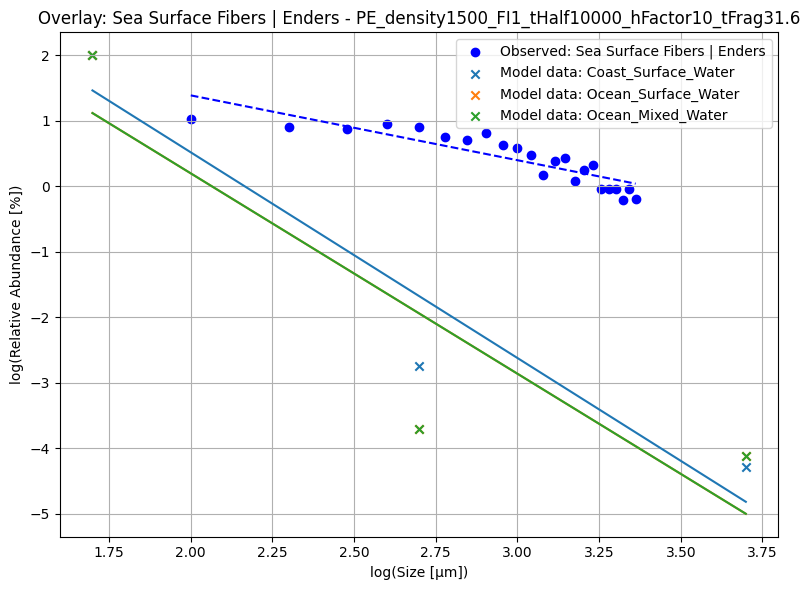 Overlay: Sea Surface Fibers | Enders - PE_density1500_FI1_tHalf10000_hFactor10_tFrag31.6
Observed: Sea Surface Fibers | Enders
Model data: Coast_Surface_Water
Model data: Ocean_Surface_Water
Model data: Ocean_Mixed_Water
log(Relative Abundance [%])
2
1
0
−1
−2
−3
−4
−5
1.75 2.00 2.25 2.50 2.75 3.00 3.25 3.50 3.75
log(Size [µm])